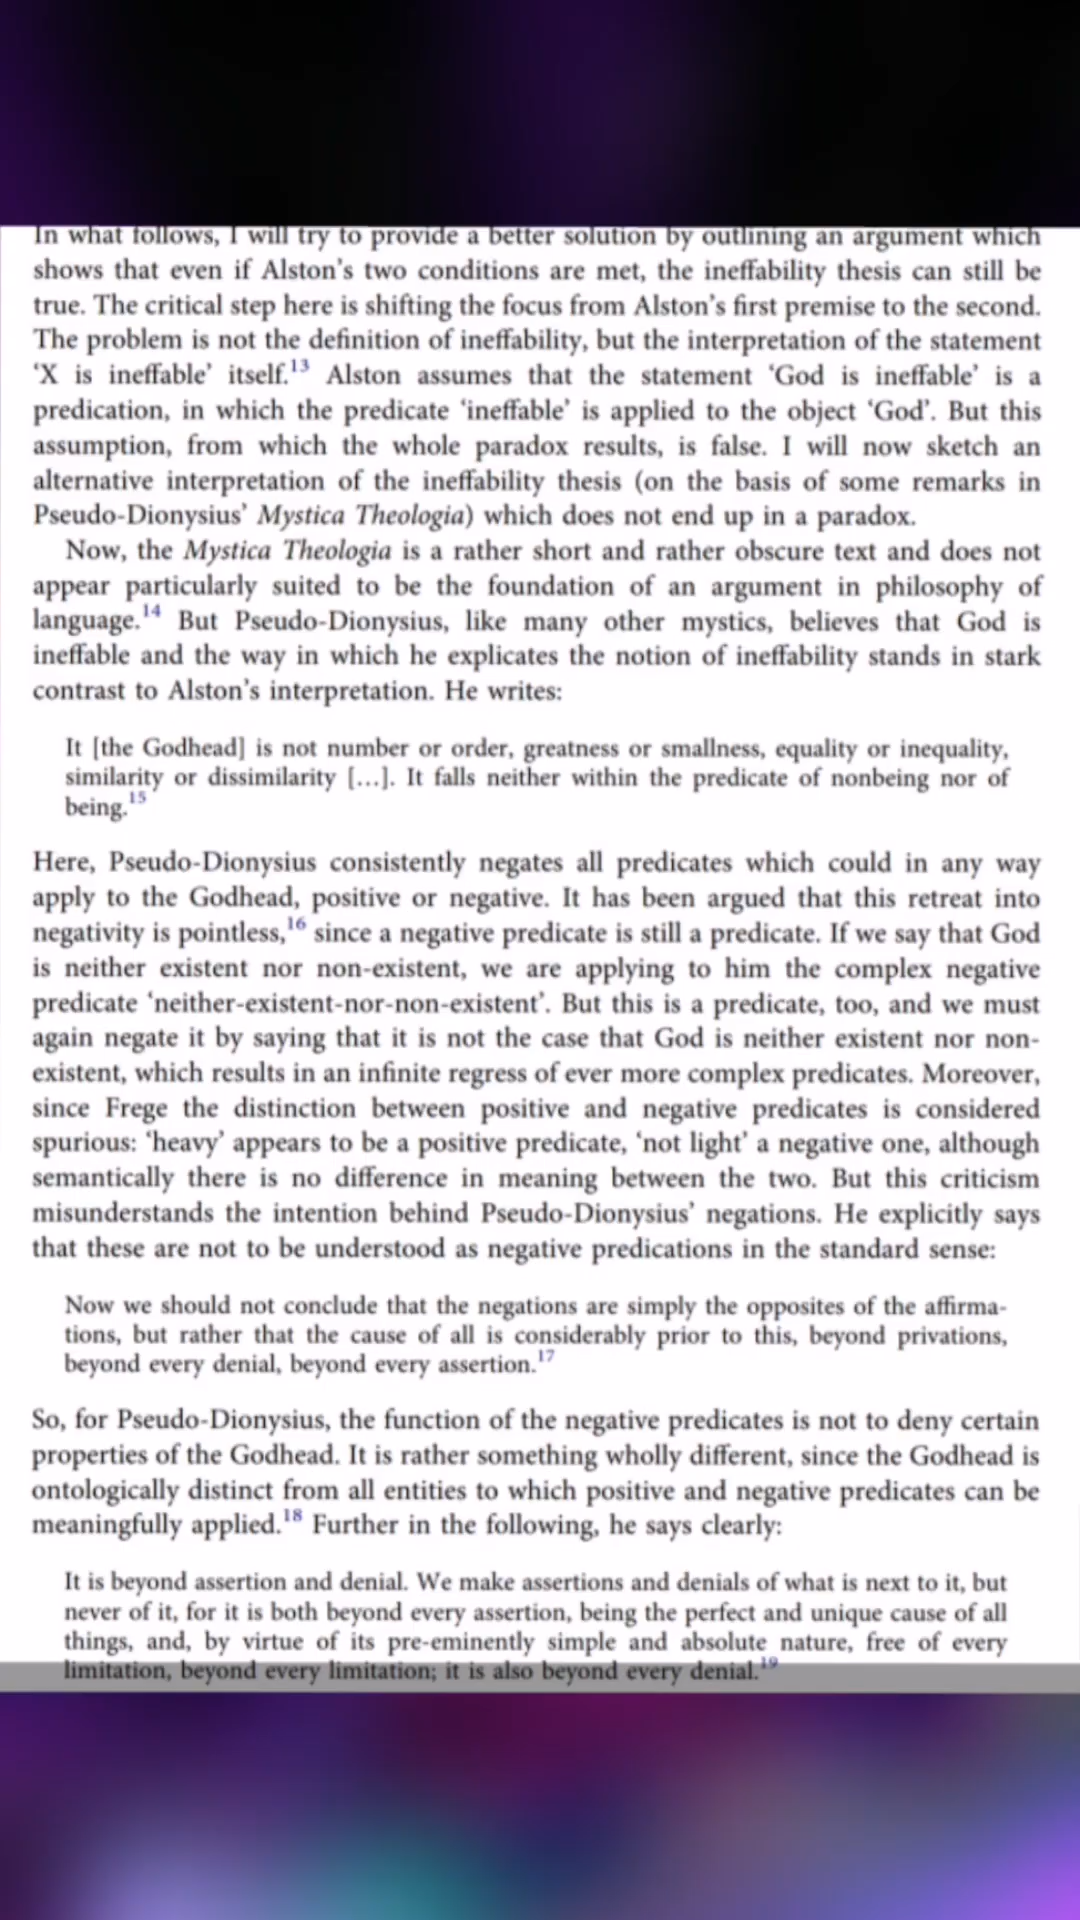 In what follows, I will try to provide a better solution by outlining an argument which
shows that even if Alston's two conditions are met, the ineffability thesis can still be
true. The critical step here is shifting the focus from Alston's first premise to the second.
The problem is not the definition of ineffability, but the interpretation of the statement
‘X is ineffable’ itself.13 Alston assumes that the statement ‘God is ineffable’ is a
predication, in which the predicate ‘ineffable’ is applied to the object ‘God’. But this
assumption, from which the whole paradox results, is false. I will now sketch an
alternative interpretation of the ineffability thesis (on the basis of some remarks in
Pseudo-Dionysius’ Mystica Theologia) which does not end up in a paradox.
Now, the Mystica Theologia is a rather short and rather obscure text and does not
appear particularly suited to be the foundation of an argument in philosophy of
language.14 But Pseudo-Dionysius, like many other mystics, believes that God is
ineffable and the way in which he explicates the notion of ineffability stands in stark
contrast to Alston's interpretation. He writes:
It [the Godhead] is not number or order, greatness or smallness, equality or inequality,
similarity or dissimilarity [...]. It falls neither within the predicate of nonbeing nor of
being.15
Here, Pseudo-Dionysius consistently negates all predicates which could in any way
apply to the Godhead, positive or negative. It has been argued that this retreat into
negativity is pointless,16 since a negative predicate is still a predicate. If we say that God
is neither existent nor non-existent, we are applying to him the complex negative
predicate ‘neither-existent-nor-non-existent’. But this is a predicate, too, and we must
again negate it by saying that it is not the case that God is neither existent nor non-
existent, which results in an infinite regress of ever more complex predicates. Moreover,
since Frege the distinction between positive and negative predicates is considered
spurious: ‘heavy’ appears to be a positive predicate, ‘not light’ a negative one, although
semantically there is no difference in meaning between the two. But this criticism
misunderstands the intention behind Pseudo-Dionysius’ negations. He explicitly says
that these are not to be understood as negative predications in the standard sense:
Now we should not conclude that the negations are simply the opposites of the affirma-
tions, but rather that the cause of all is considerably prior to this, beyond privations,
beyond every denial, beyond every assertion.17
So, for Pseudo-Dionysius, the function of the negative predicates is not to deny certain
properties of the Godhead. It is rather something wholly different, since the Godhead is
ontologically distinct from all entities to which positive and negative predicates can be
meaningfully applied.18 Further in the following, he says clearly:
It is beyond assertion and denial. We make assertions and denials of what is next to it, but
never of it, for it is both beyond every assertion, being the perfect and unique cause of all
things, and, by virtue of its pre-eminently simple and absolute nature, free of every
limitation, beyond every limitation; it is also beyond every denial.19